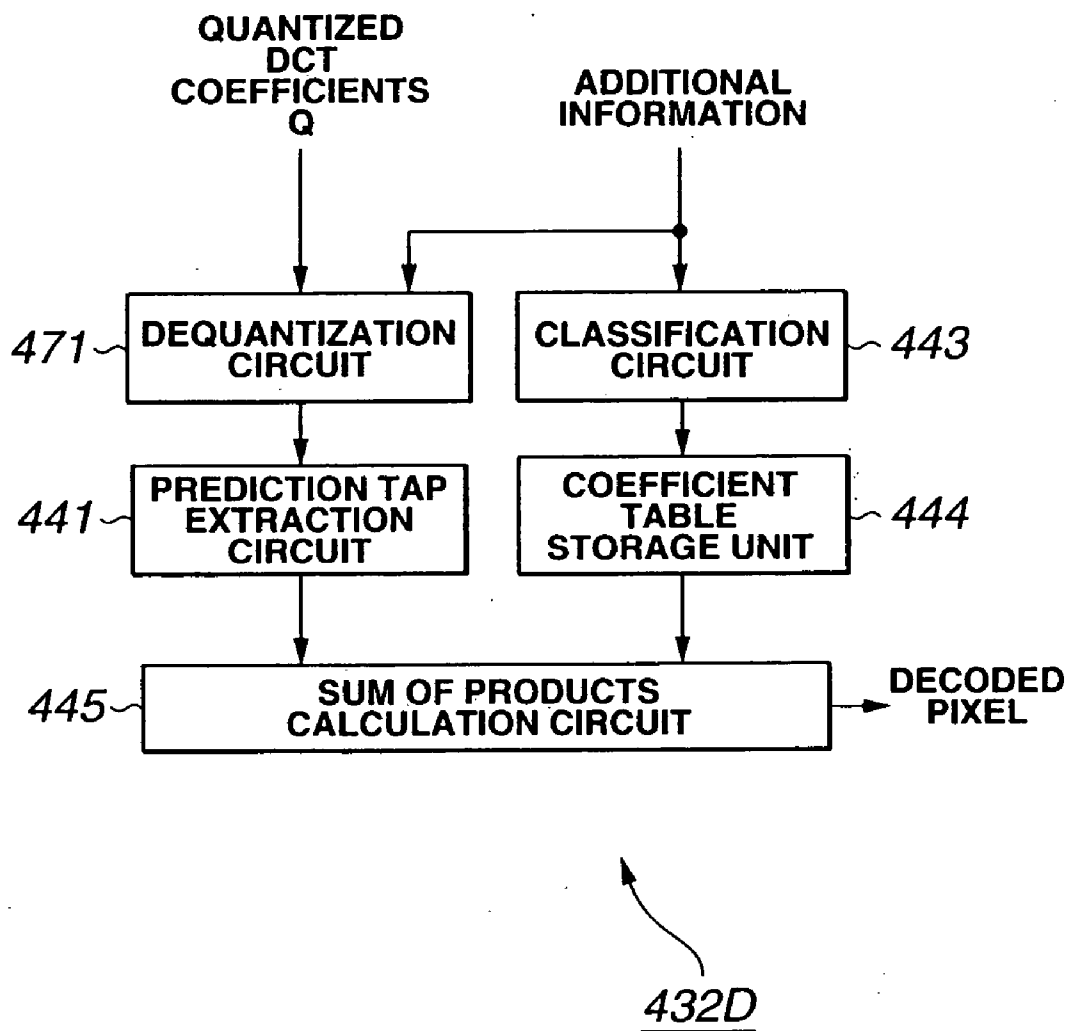 QUANTIZED
DCT
COEFFICIENTS
Q
ADDITIONAL
INFORMATION
471
DEQUANTIZATION
CIRCUIT
CLASSIFICATION
CIRCUIT
443
441
PREDICTION TAP
EXTRACTION
CIRCUIT
COEFFICIENT
TABLE
STORAGE UNIT
444
445
SUM OF PRODUCTS
CALCULATION CIRCUIT
DECODED
PIXEL
432D